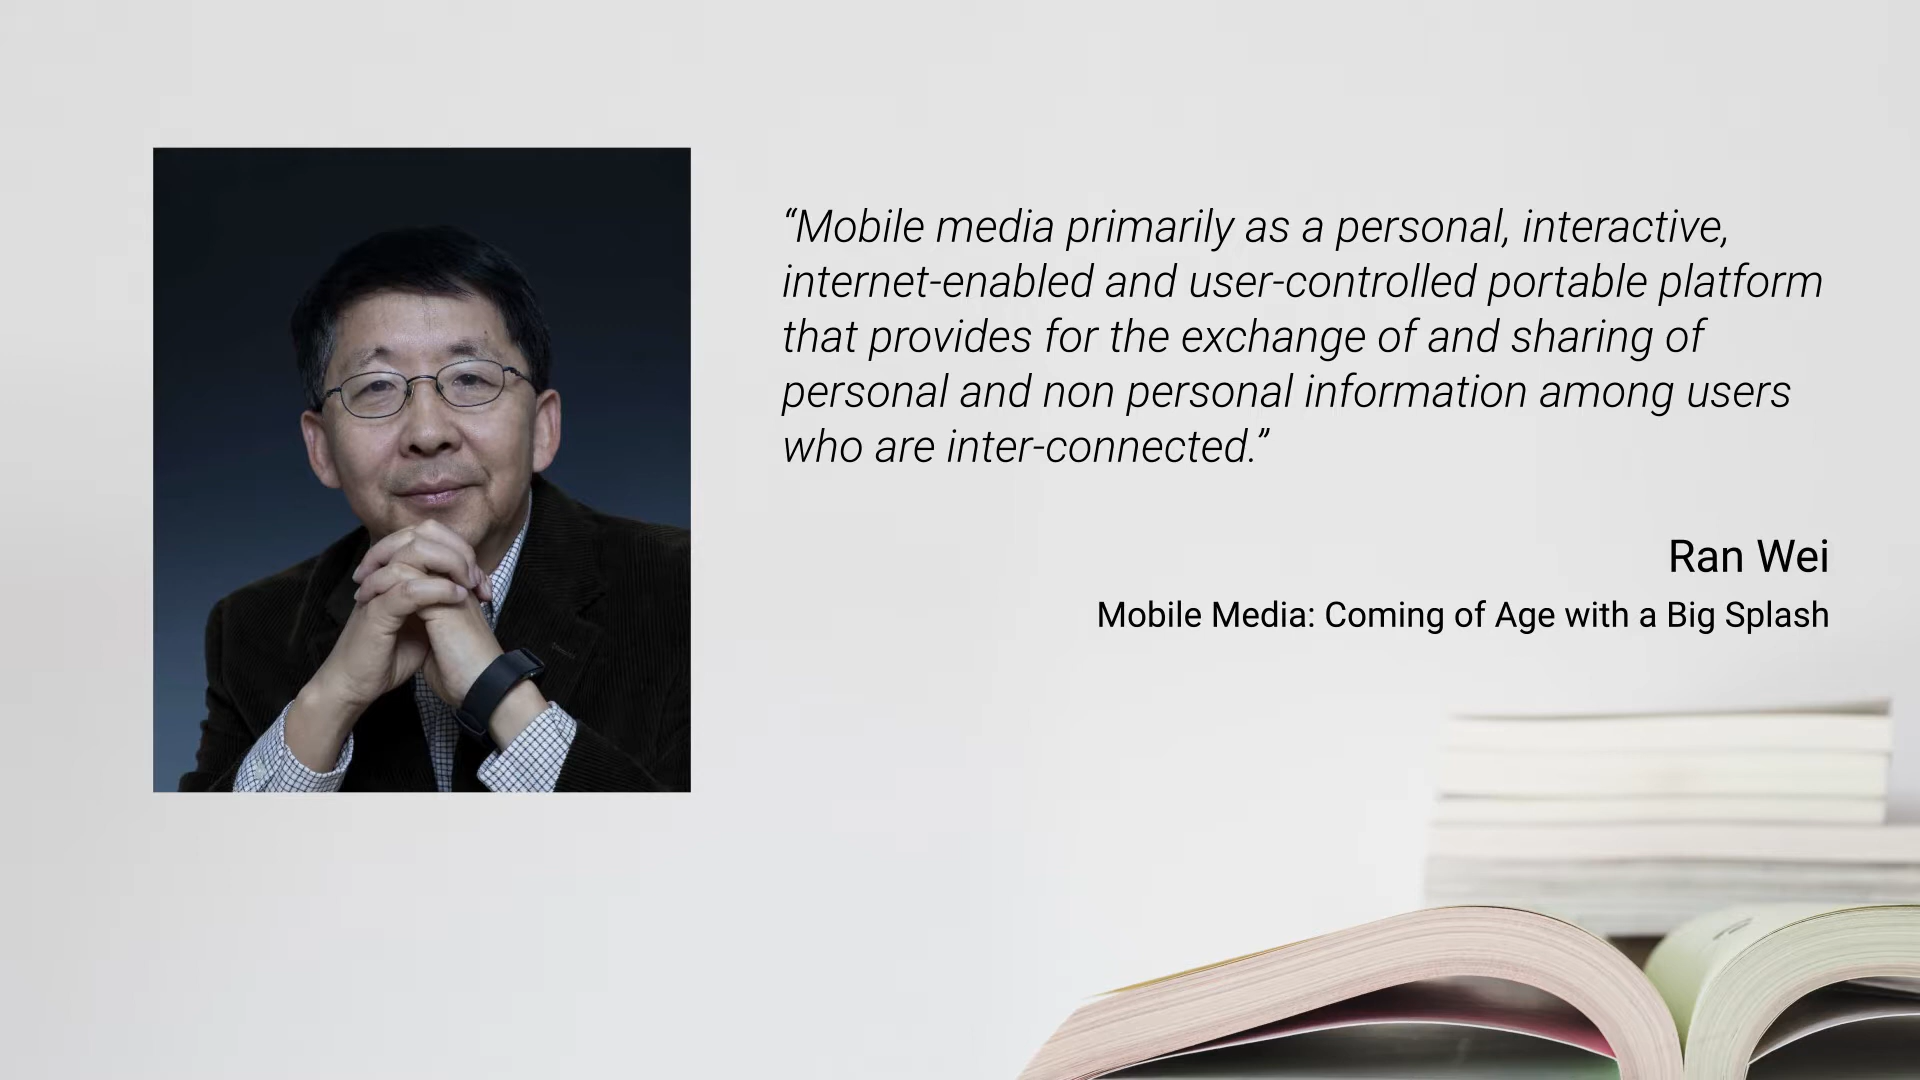 “Mobile media primarily as a personal, interactive,
internet-enabled and user-controlled portable platform
that provides for the exchange of and sharing of
personal and non personal information among users
who are inter-connected.”
Ran Wei
Mobile Media: Coming of Age with a Big Splash